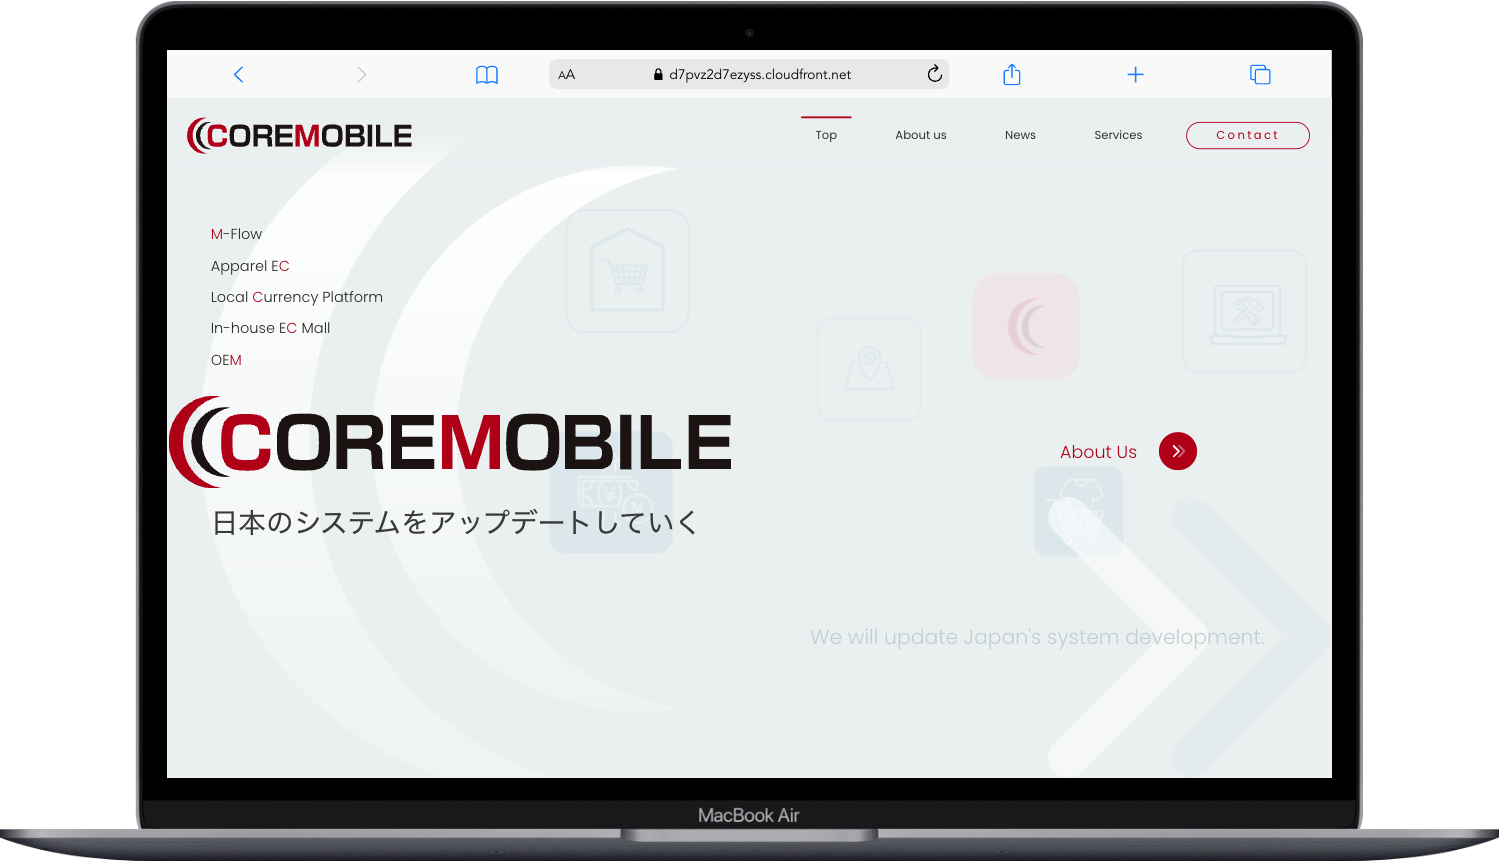 AA d7pvz2d7ezyss.cloudfront.net
COREMOBILE Top About us News Services Contact
M-Flow
Apparel EC
Local Currency Platform
In-house EC Mall
OEM
COREMOBILE
About Us
日本のシステムをアップデートしていく
We will update Japan's system development.
MacBook Air